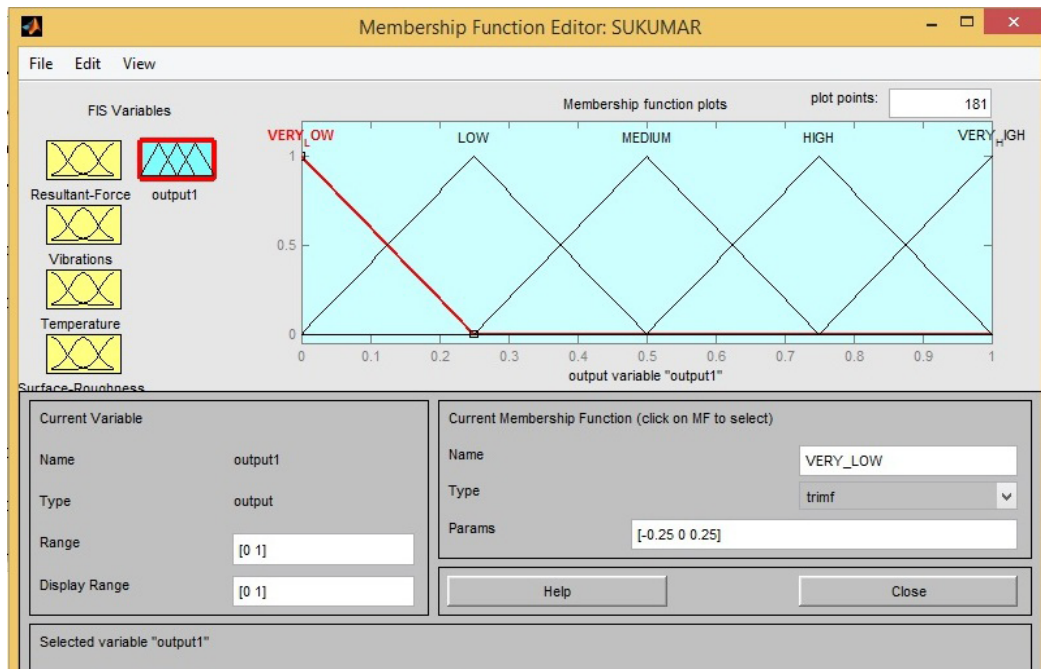 Membership Function Editor: SUKUMAR
File Edit View
FIS Variables
Membership function plots
plot points:
181
Resultant-Force
output1
Vibrations
Temperature
Surface-Roughness
VERY_LOW
LOW
MEDIUM
HIGH
VERY_HIGH
1
0.5
0
0 0.1 0.2 0.3 0.4 0.5 0.6 0.7 0.8 0.9 1
output variable "output1"
Current Variable
Name output1
Type output
Range [0 1]
Display Range [0 1]
Current Membership Function (click on MF to select)
Name VERY_LOW
Type trimf
Params [-0.25 0 0.25]
Help Close
Selected variable "output1"